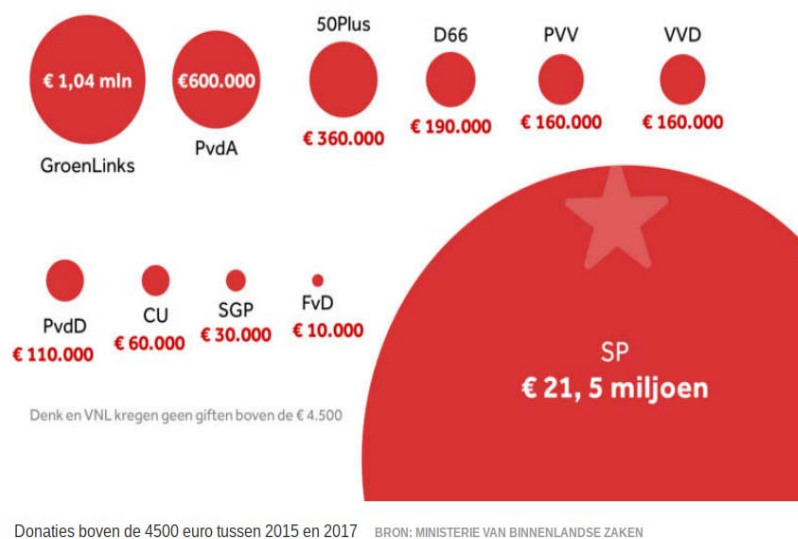 50Plus
D66
PVV
VVD
€ 1,04 mln
€600.000
€ 360.000
€ 190.000
€ 160.000
€ 160.000
GroenLinks
PvdA
PvdD
CU
SGP
FvD
€ 110.000
€ 60.000
€ 30.000
€ 10.000
SP
€ 21, 5 miljoen
Denk en VNL kregen geen giften boven de € 4.500
Donaties boven de 4500 euro tussen 2015 en 2017 BRON: MINISTERIE VAN BINNENLANDSE ZAKEN